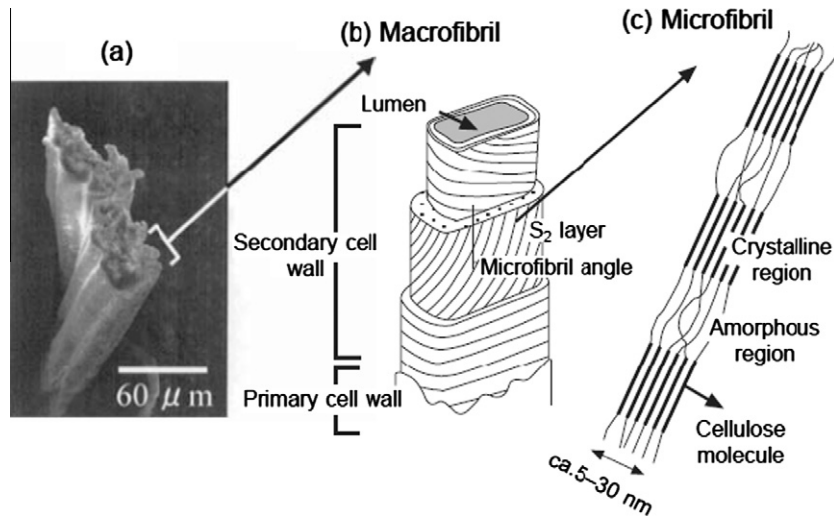 (a)
(b) Macrofibril
(c) Microfibril
Lumen
Secondary cell
wall
S₂ layer
Microfibril angle
Primary cell wall
60 μm
Crystalline
region
Amorphous
region
Cellulose
molecule
ca.5–30 nm